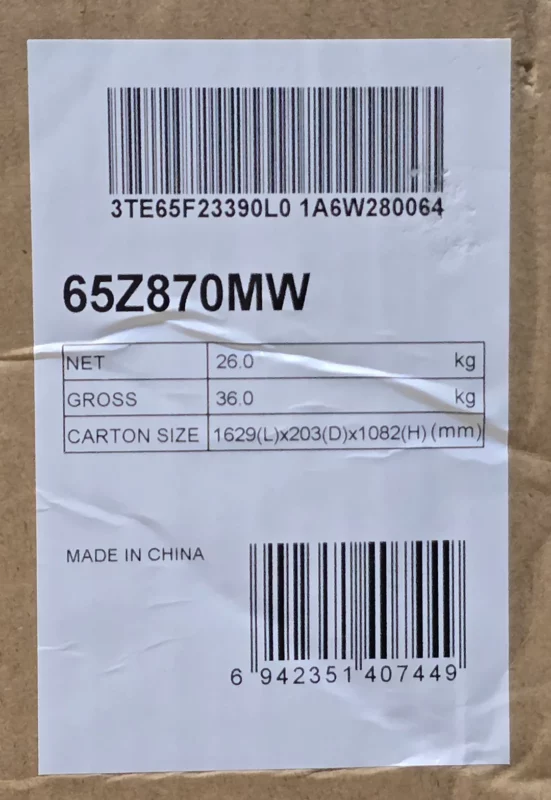 3TE65F23390L0 1A6W280064
65Z870MW
NET 26.0 kg
GROSS 36.0 kg
CARTON SIZE 1629(L)x203(D)x1082(H)(mm)
MADE IN CHINA
6 942351 407449